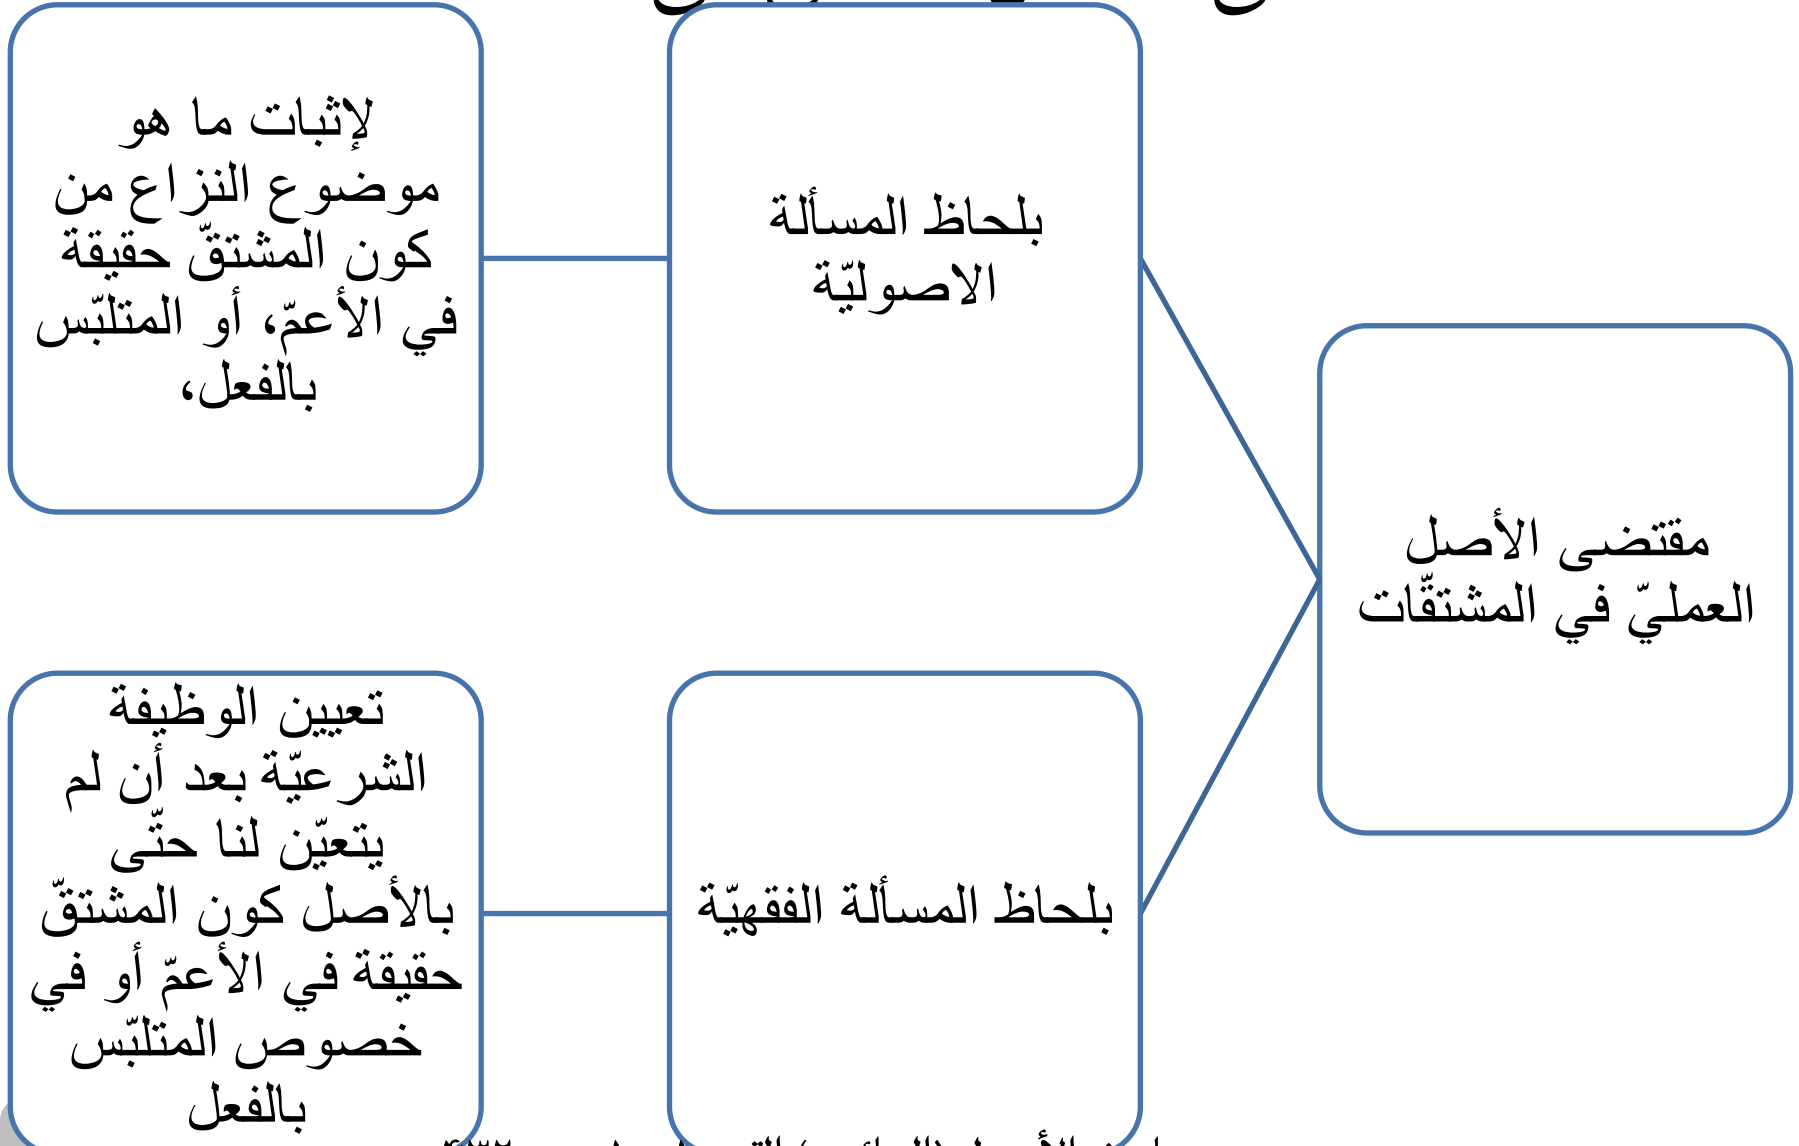 مقتضى الأصل
العمليّ في المشتقّات
بلحاظ المسألة
الاصوليّة
لإثبات ما هو
موضوع النزاع من
كون المشتقّ حقيقة
في الأعمّ، أو المتلبّس
بالفعل،
بلحاظ المسألة الفقهيّة
تعيين الوظيفة
الشرعيّة بعد أن لم
يتعيّن لنا حتّى
بالأصل كون المشتقّ
حقيقة في الأعمّ أو في
خصوص المتلبّس
بالفعل